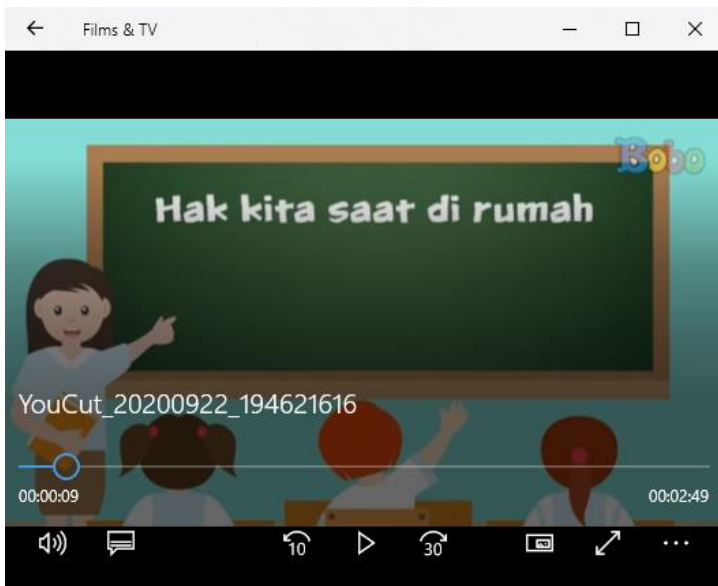 Films & TV
Bobo
Hak kita saat di rumah
YouCut_20200922_194621616
00:00:09
00:02:49
10
30